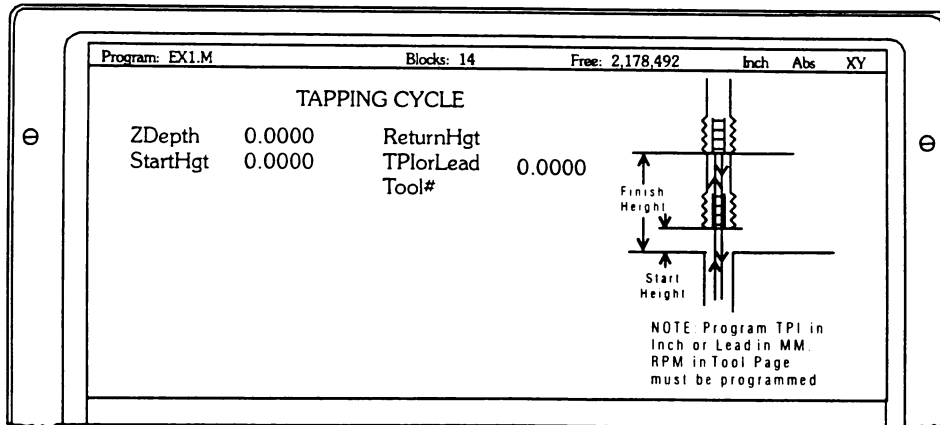 Program: EX1.M Blocks: 14 Free: 2,178,492 Inch Abs XY
TAPPING CYCLE
ZDepth 0.0000 ReturnHgt
StartHgt 0.0000 TPIorLead 0.0000
Tool#
Finish
Height
Start
Height
NOTE: Program TPI in
Inch or Lead in MM.
RPM in Tool Page
must be programmed